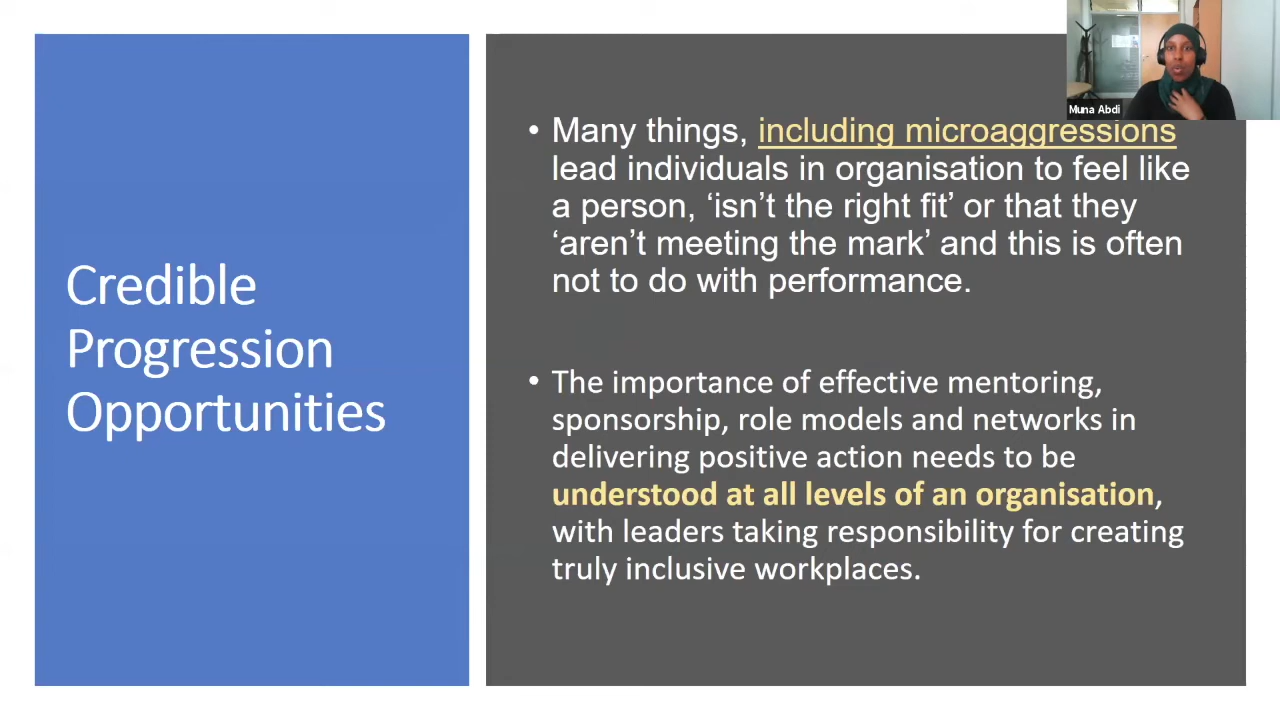 Muna Abdi
Credible
Progression
Opportunities
• Many things, including microaggressions
lead individuals in organisation to feel like
a person, ‘isn’t the right fit’ or that they
‘aren’t meeting the mark’ and this is often
not to do with performance.
• The importance of effective mentoring,
sponsorship, role models and networks in
delivering positive action needs to be
understood at all levels of an organisation,
with leaders taking responsibility for creating
truly inclusive workplaces.